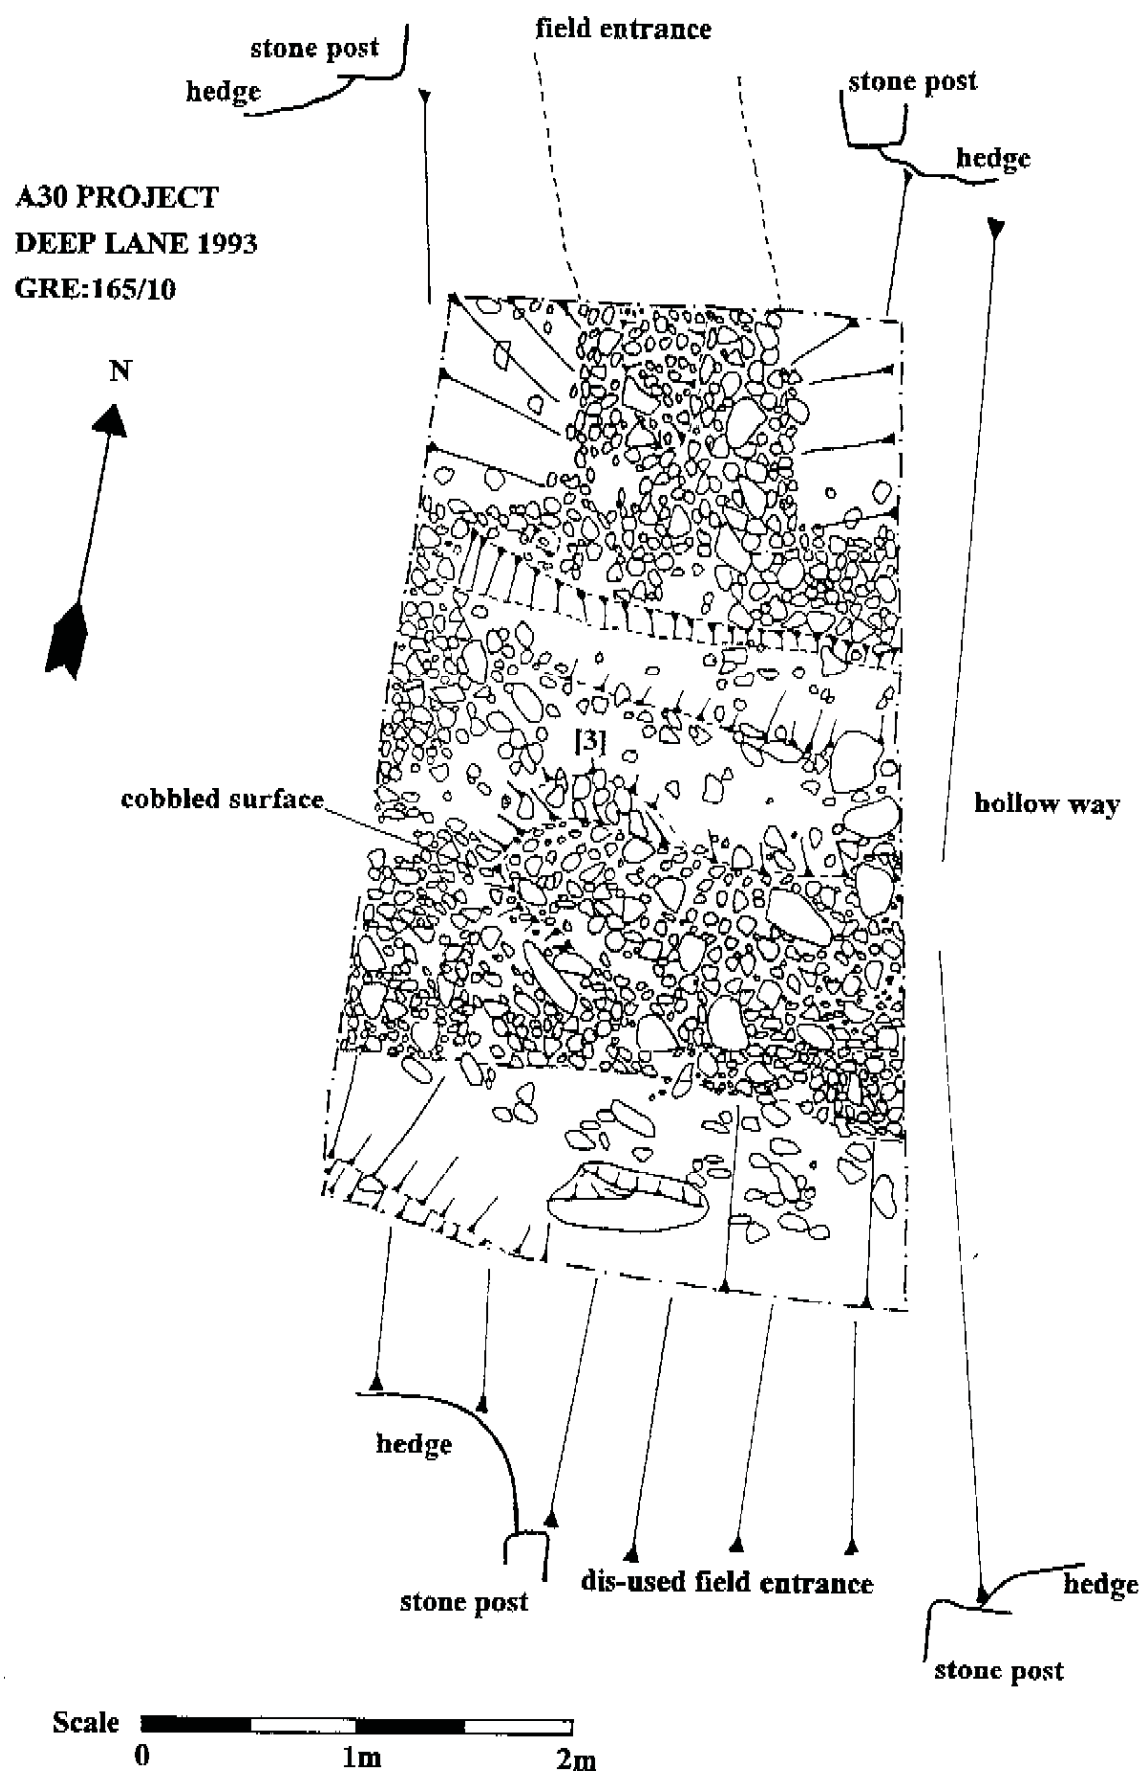 field entrance
stone post
hedge
stone post
hedge
A30 PROJECT
DEEP LANE 1993
GRE:165/10
N
[3]
cobbled surface
hollow way
hedge
dis-used field entrance
hedge
stone post
stone post
Scale
0 1m 2m